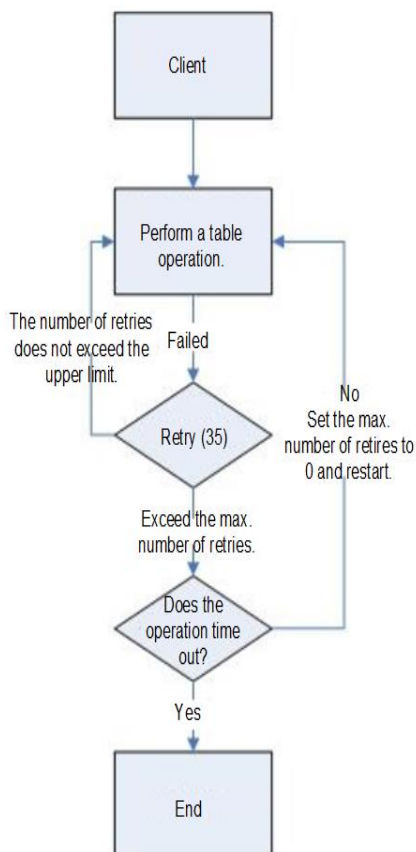 Client
Perform a table
operation.
The number of retries
does not exceed the
upper limit.
Failed
Retry (35)
No
Set the max.
number of retires to
0 and restart.
Exceed the max.
number of retries.
Does the
operation time
out?
Yes
End